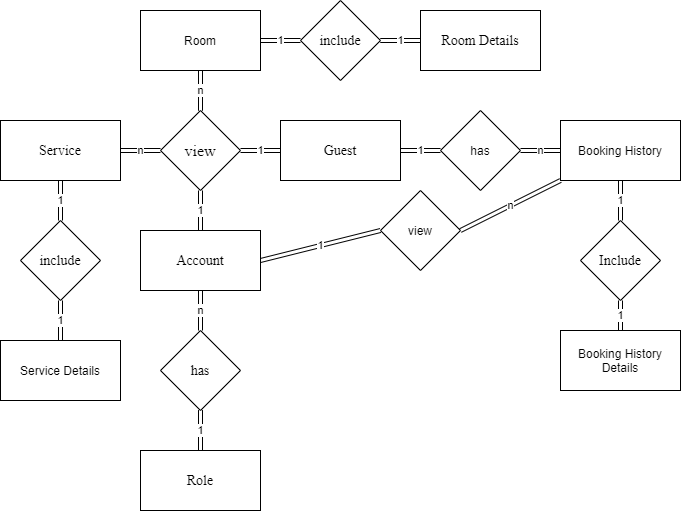 Room
1
include
1
Room Details
n
Service
n
view
1
Guest
1
has
n
Booking History
1
1
Account
1
view
n
1
include
1
Service Details
n
has
1
Role
Include
1
Booking History
Details